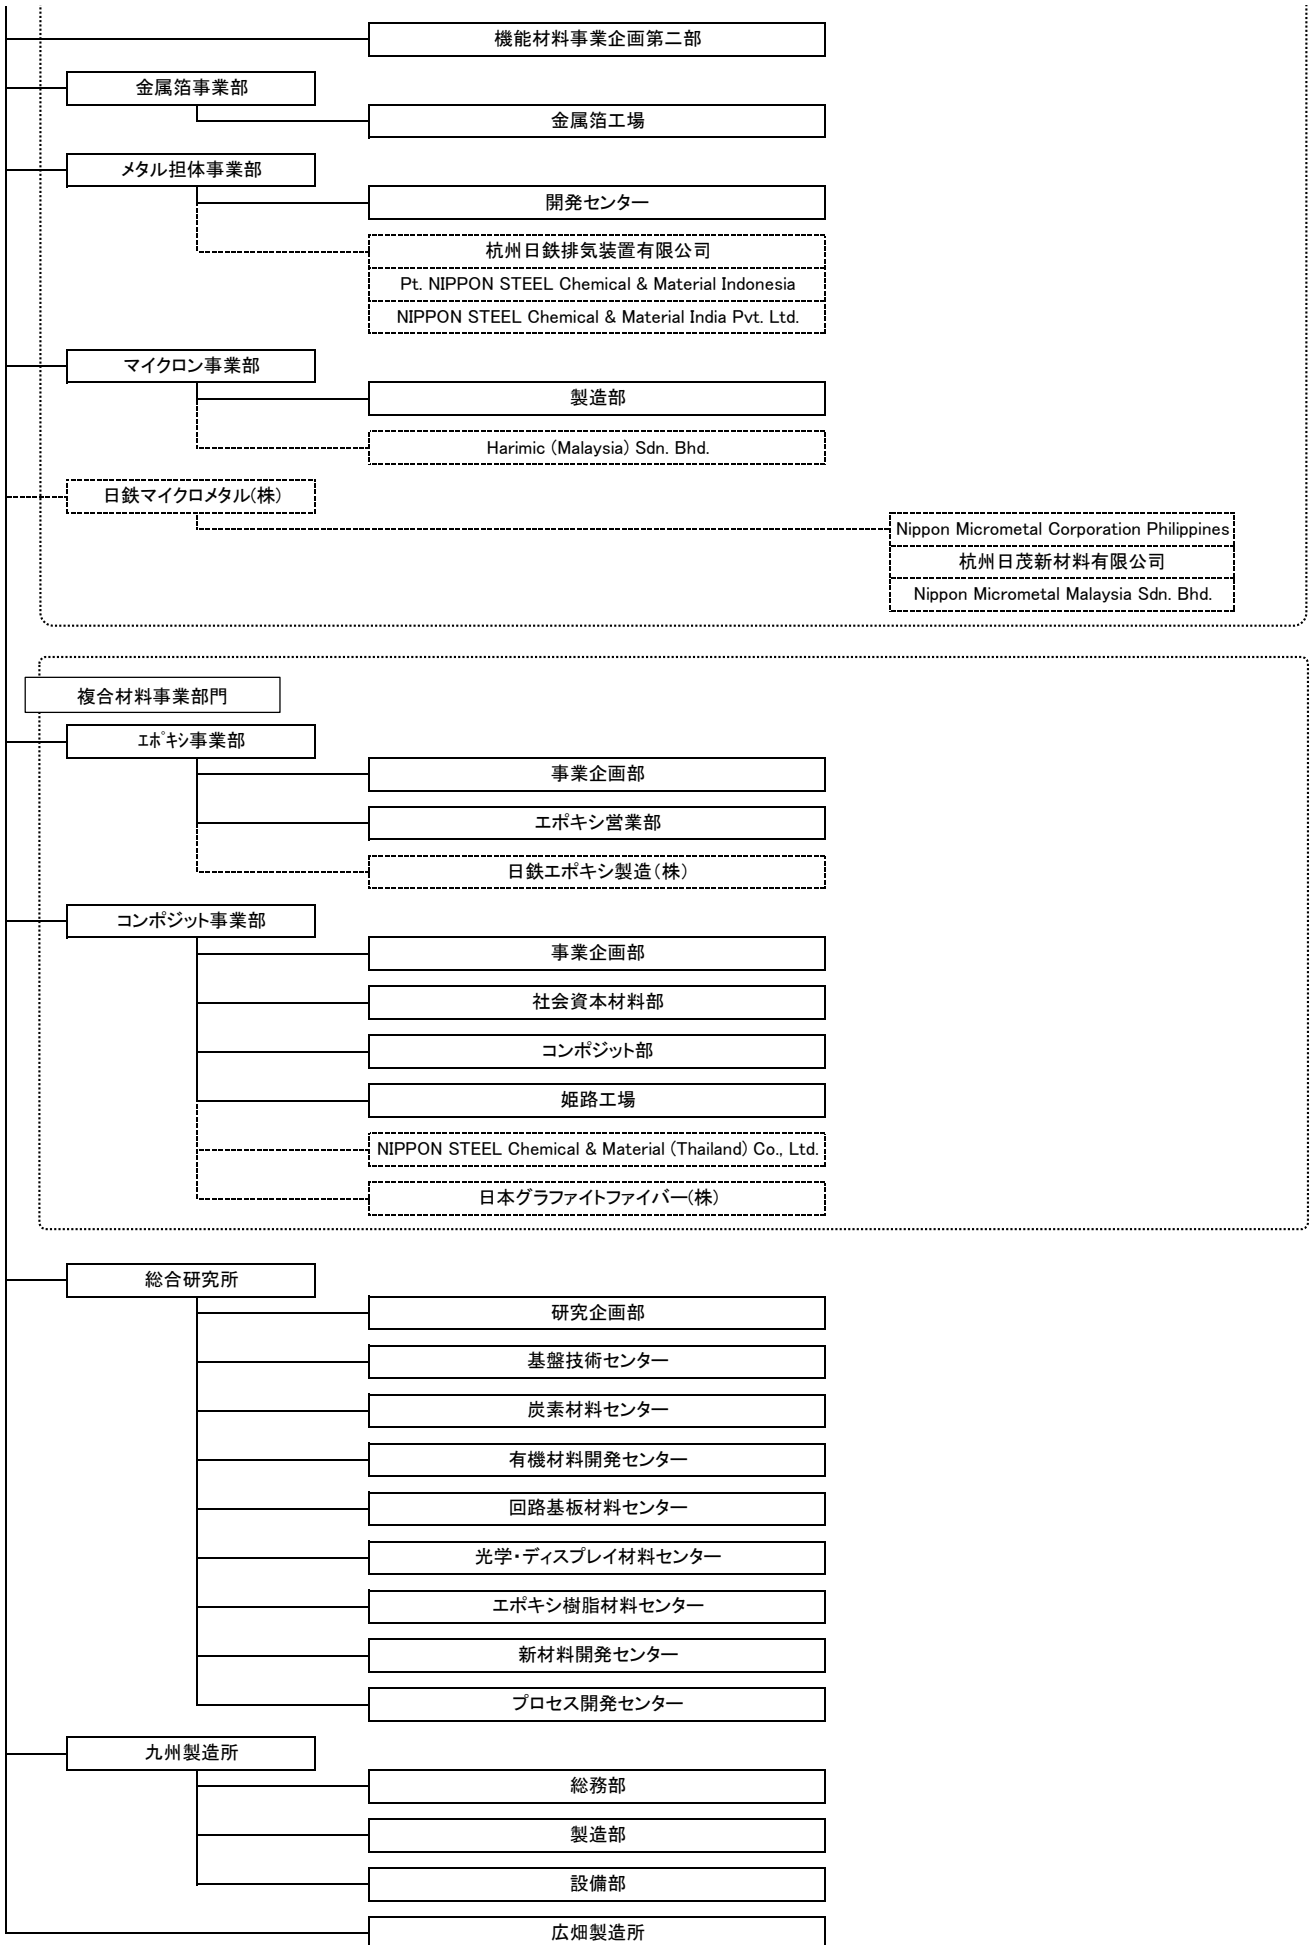 機能材料事業企画第二部
金属箔事業部
金属箔工場
メタル担体事業部
開発センター
杭州日鉄排気装置有限公司
Pt. NIPPON STEEL Chemical & Material Indonesia
NIPPON STEEL Chemical & Material India Pvt. Ltd.
マイクロン事業部
製造部
Harimic (Malaysia) Sdn. Bhd.
日鉄マイクロメタル(株)
Nippon Micrometal Corporation Philippines
杭州日茂新材料有限公司
Nippon Micrometal Malaysia Sdn. Bhd.
複合材料事業部門
エポキシ事業部
事業企画部
エポキシ営業部
日鉄エポキシ製造(株)
コンポジット事業部
事業企画部
社会資本材料部
コンポジット部
姫路工場
NIPPON STEEL Chemical & Material (Thailand) Co., Ltd.
日本グラファイトファイバー(株)
総合研究所
研究企画部
基盤技術センター
炭素材料センター
有機材料開発センター
回路基板材料センター
光学・ディスプレイ材料センター
エポキシ樹脂材料センター
新材料開発センター
プロセス開発センター
九州製造所
総務部
製造部
設備部
広畑製造所